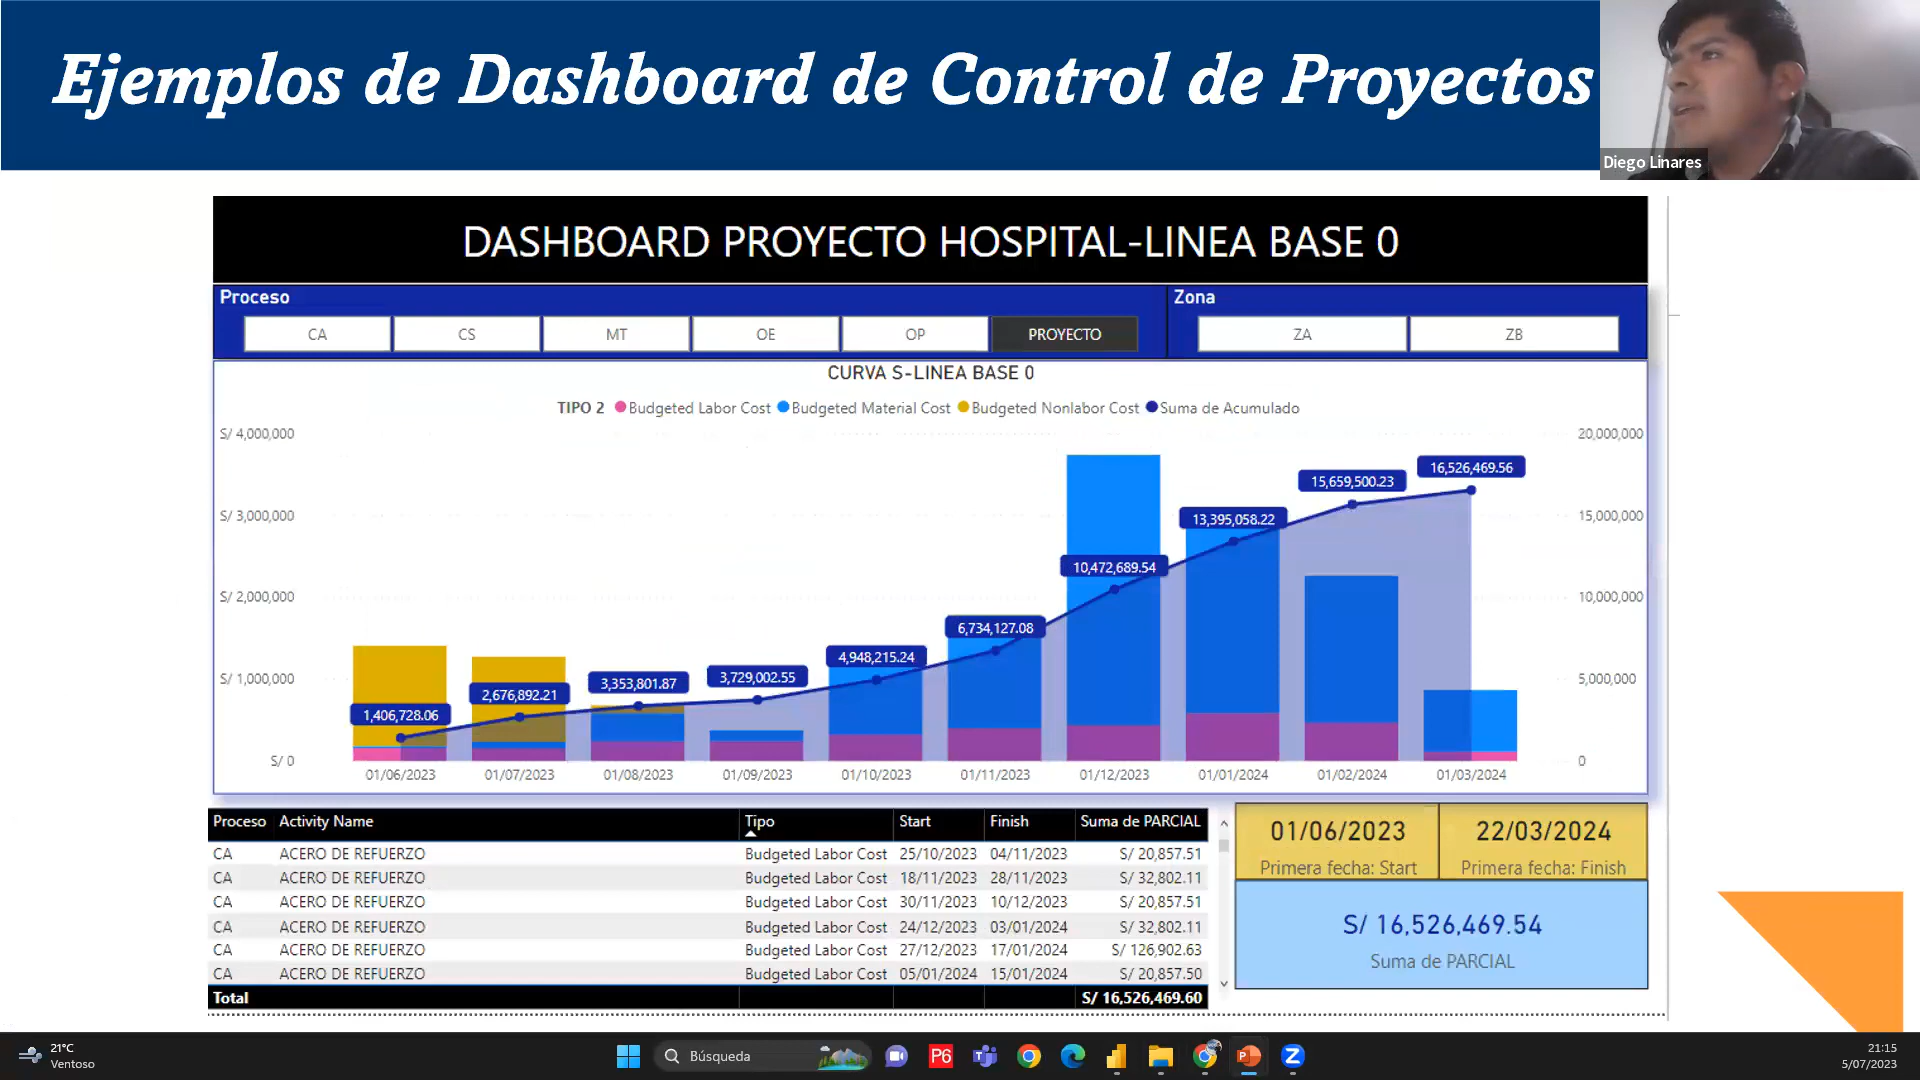 Ejemplos de Dashboard de Control de Proyectos
Diego Linares
DASHBOARD PROYECTO HOSPITAL-LINEA BASE 0
Proceso
CA CS MT OE OP PROYECTO
Zona
ZA ZB
CURVA S-LINEA BASE 0
TIPO 2 Budgeted Labor Cost Budgeted Material Cost Budgeted Nonlabor Cost Suma de Acumulado
S/ 4,000,000
S/ 3,000,000
S/ 2,000,000
S/ 1,000,000
S/ 0
20,000,000
15,000,000
10,000,000
5,000,000
0
1,406,728.06
2,676,892.21
3,353,801.87
3,729,002.55
4,948,215.24
6,734,127.08
10,472,689.54
13,395,058.22
15,659,500.23
16,526,469.56
01/06/2023 01/07/2023 01/08/2023 01/09/2023 01/10/2023 01/11/2023 01/12/2023 01/01/2024 01/02/2024 01/03/2024
Proceso Activity Name Tipo Start Finish Suma de PARCIAL
CA ACERO DE REFUERZO Budgeted Labor Cost 25/10/2023 04/11/2023 S/ 20,857.51
CA ACERO DE REFUERZO Budgeted Labor Cost 18/11/2023 28/11/2023 S/ 32,802.11
CA ACERO DE REFUERZO Budgeted Labor Cost 30/11/2023 10/12/2023 S/ 20,857.51
CA ACERO DE REFUERZO Budgeted Labor Cost 24/12/2023 03/01/2024 S/ 32,802.11
CA ACERO DE REFUERZO Budgeted Labor Cost 27/12/2023 17/01/2024 S/ 126,902.63
CA ACERO DE REFUERZO Budgeted Labor Cost 05/01/2024 15/01/2024 S/ 20,857.50
Total S/ 16,526,469.60
01/06/2023
Primera fecha: Start
22/03/2024
Primera fecha: Finish
S/ 16,526,469.54
Suma de PARCIAL
21°C
Ventoso
Búsqueda
P6
21:15
5/07/2023